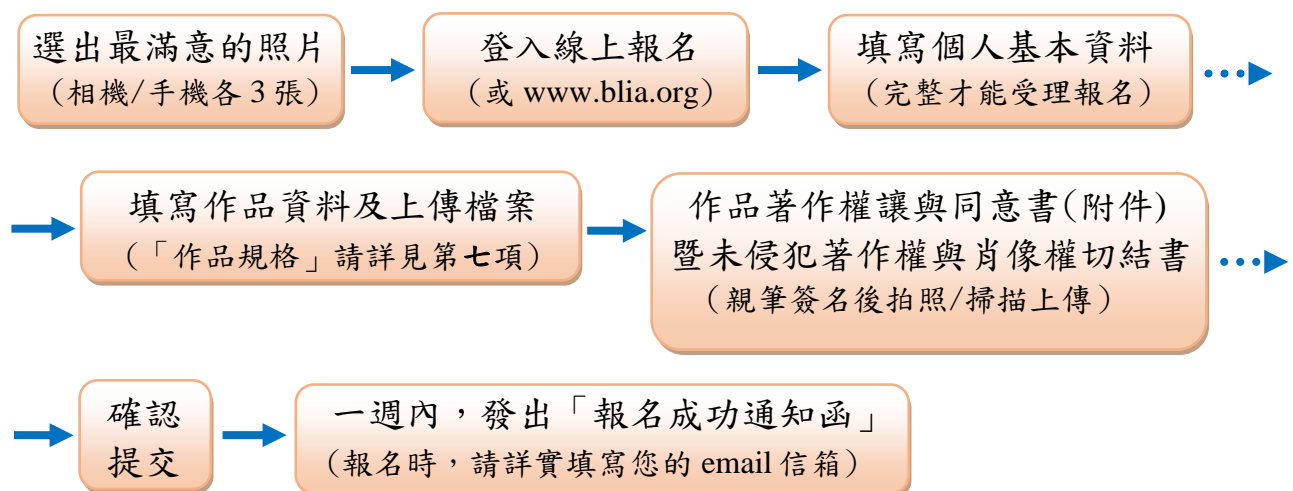 選出最滿意的照片
（相機/手機各 3 張）
登入線上報名
（或 www.blia.org）
填寫個人基本資料
（完整才能受理報名）
填寫作品資料及上傳檔案
（「作品規格」請詳見第七項）
作品著作權讓與同意書(附件)
暨未侵犯著作權與肖像權切結書
（親筆簽名後拍照/掃描上傳）
確認
提交
一週內，發出「報名成功通知函」
（報名時，請詳實填寫您的 email 信箱）